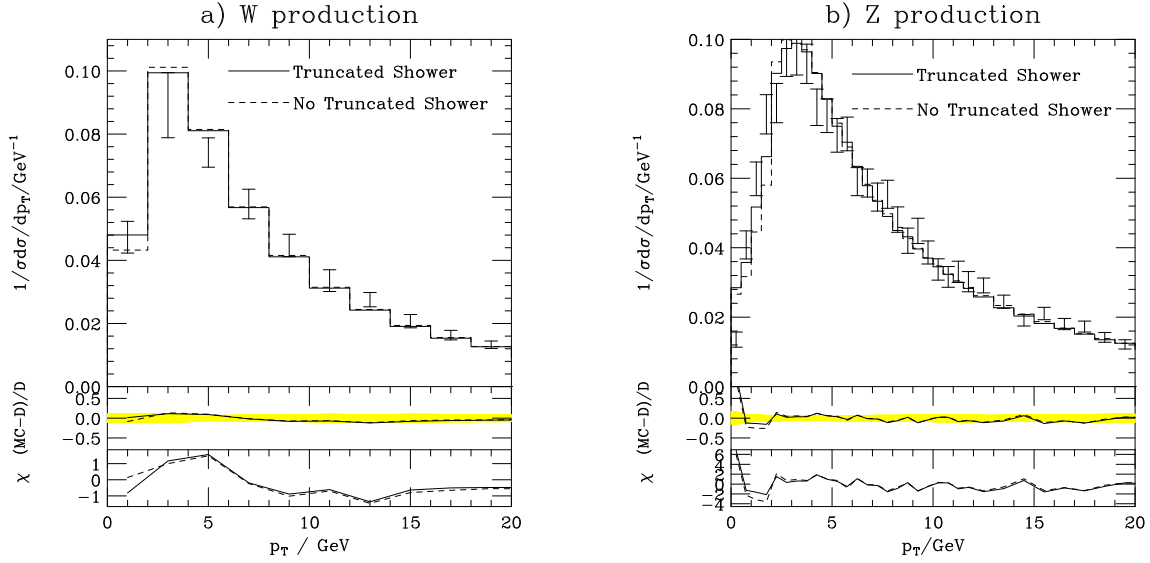 a) W production
0.10
0.08
0.06
0.04
0.02
0.00
1/σdσ/dp_T/GeV⁻¹
Truncated Shower
No Truncated Shower
0.5
0.0
−0.5
(MC−D)/D
1
0
−1
χ
0 5 10 15 20
p_T / GeV
b) Z production
0.10
0.08
0.06
0.04
0.02
0.00
1/σdσ/dp_T/GeV⁻¹
Truncated Shower
No Truncated Shower
0.5
0.0
−0.5
(MC−D)/D
6
4
2
0
−2
−4
χ
0 5 10 15 20
p_T/GeV